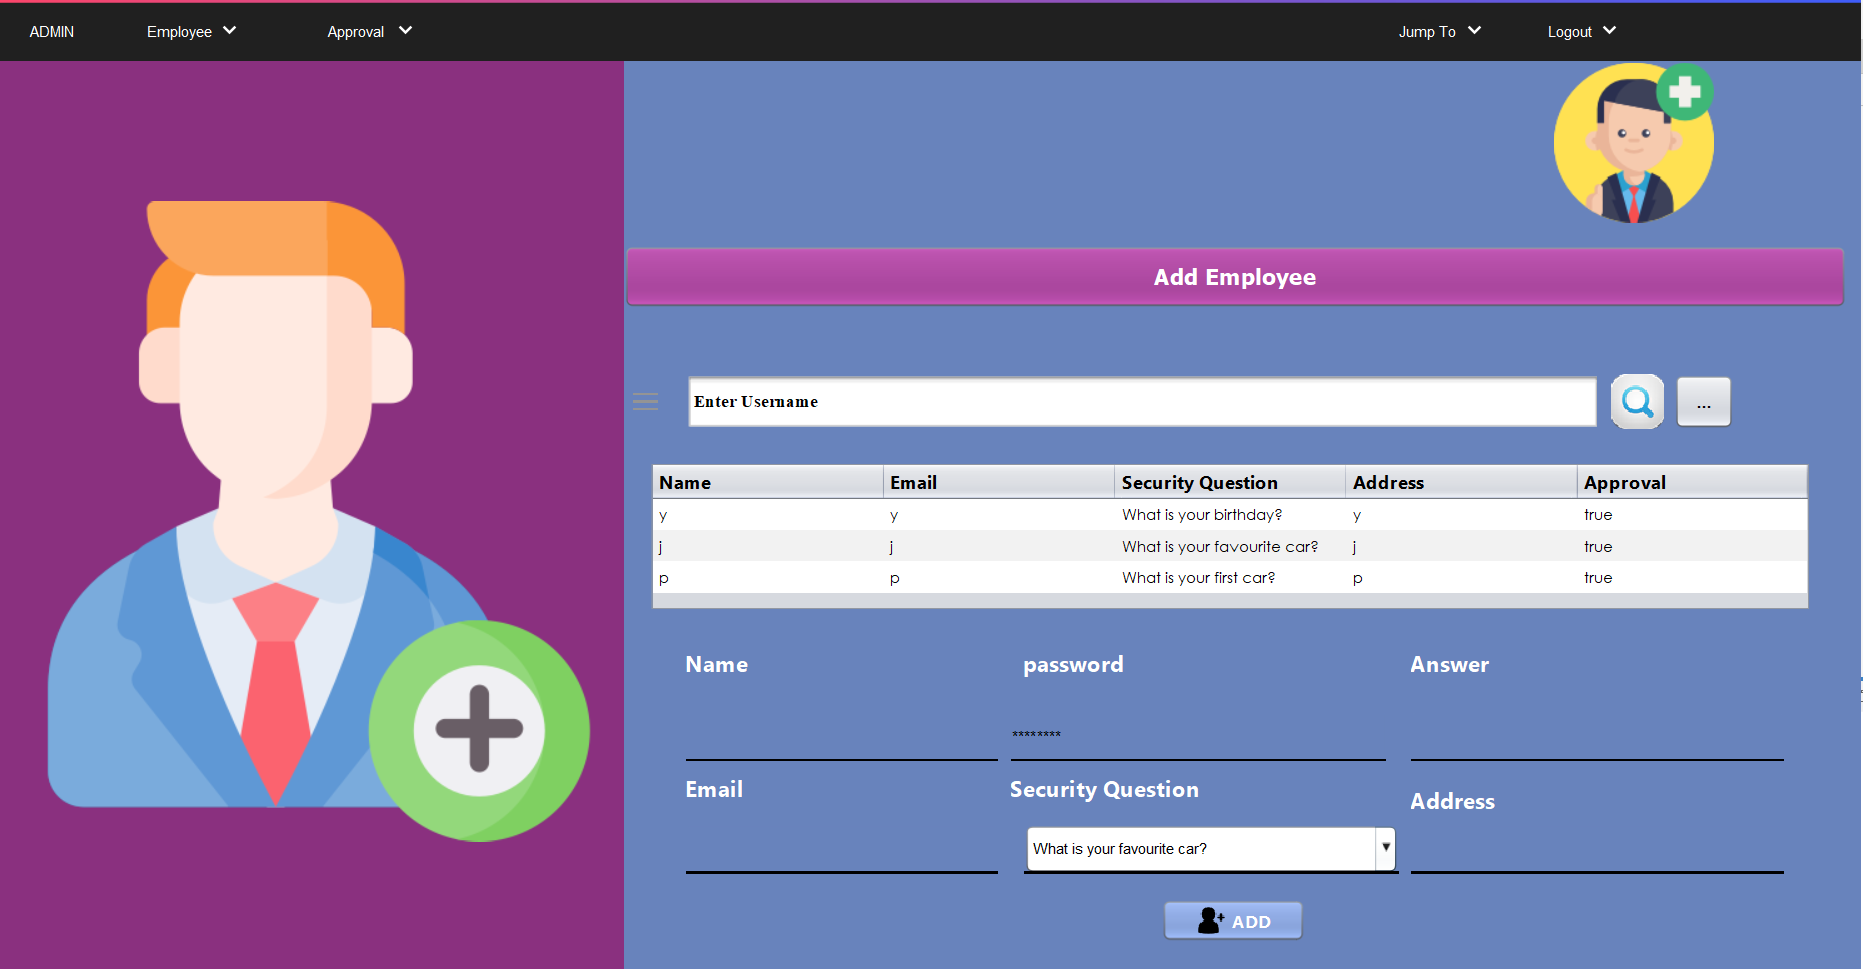 ADMIN Employee Approval Jump To Logout
Add Employee
Enter Username ...
Name Email Security Question Address Approval
y y What is your birthday? y true
j j What is your favourite car? j true
p p What is your first car? p true
Name password Answer
********
Email Security Question Address
What is your favourite car?
ADD